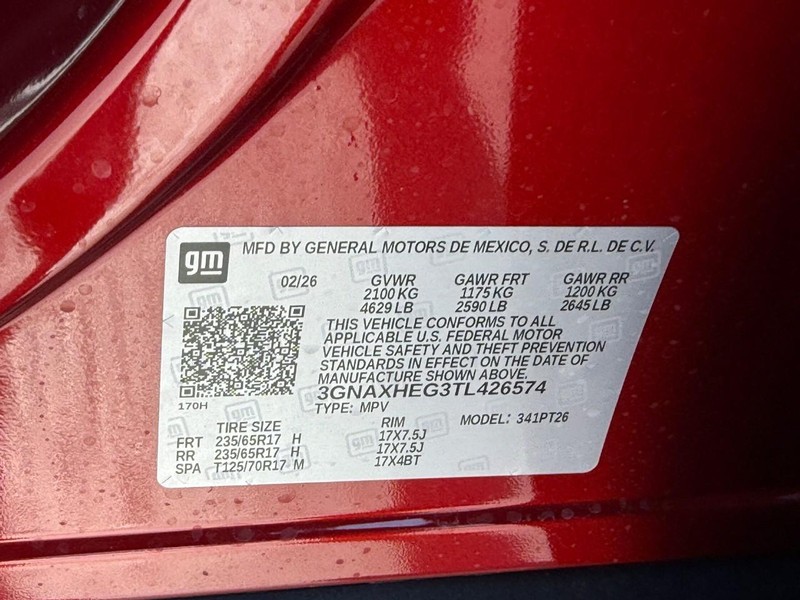 gm
MFD BY GENERAL MOTORS DE MEXICO, S. DE R.L. DE C.V.
02/26 GVWR GAWR FRT GAWR RR
2100 KG 1175 KG 1200 KG
4629 LB 2590 LB 2645 LB
THIS VEHICLE CONFORMS TO ALL
APPLICABLE U.S. FEDERAL MOTOR
VEHICLE SAFETY AND THEFT PREVENTION
STANDARDS IN EFFECT ON THE DATE OF
MANUFACTURE SHOWN ABOVE.
3GNAXHEG3TL426574
170H
TYPE: MPV MODEL: 341PT26
TIRE SIZE RIM
FRT 235/65R17 H 17X7.5J
RR 235/65R17 H 17X7.5J
SPA T125/70R17 M 17X4BT